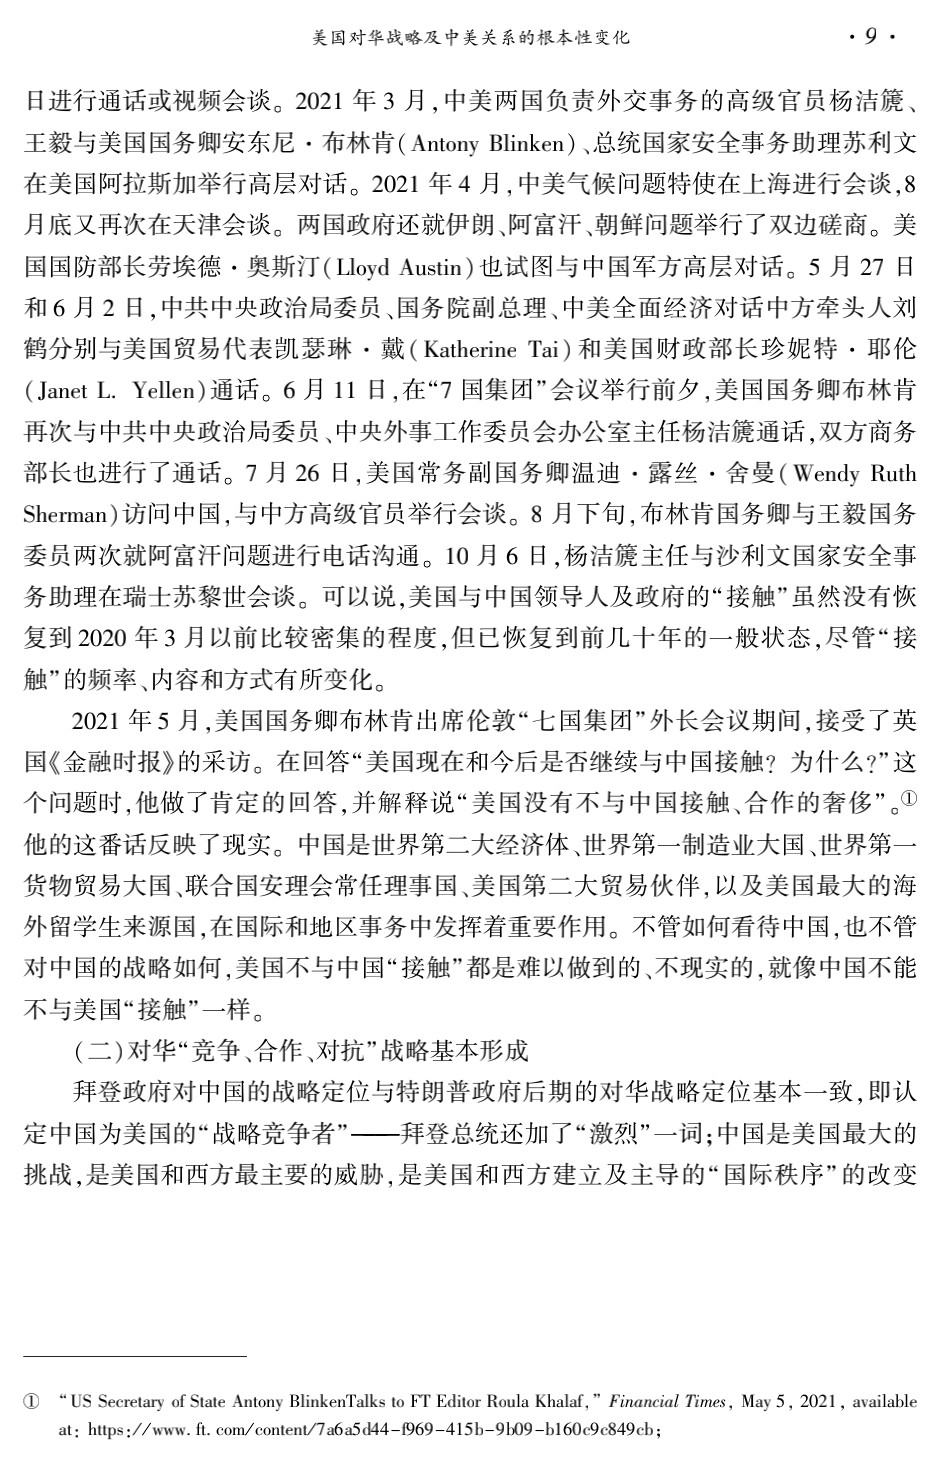 美国对华战略及中美关系的根本性变化 · 9 ·
日进行通话或视频会谈。2021 年 3 月,中美两国负责外交事务的高级官员杨洁篪、
王毅与美国国务卿安东尼·布林肯(Antony Blinken)、总统国家安全事务助理苏利文
在美国阿拉斯加举行高层对话。2021 年 4 月,中美气候问题特使在上海进行会谈,8
月底又再次在天津会谈。两国政府还就伊朗、阿富汗、朝鲜问题举行了双边磋商。美
国国防部长劳埃德·奥斯汀(Lloyd Austin)也试图与中国军方高层对话。5 月 27 日
和 6 月 2 日,中共中央政治局委员、国务院副总理、中美全面经济对话中方牵头人刘
鹤分别与美国贸易代表凯瑟琳·戴(Katherine Tai)和美国财政部长珍妮特·耶伦
(Janet L. Yellen)通话。6 月 11 日,在“7 国集团”会议举行前夕,美国国务卿布林肯
再次与中共中央政治局委员、中央外事工作委员会办公室主任杨洁篪通话,双方商务
部长也进行了通话。7 月 26 日,美国常务副国务卿温迪·露丝·舍曼(Wendy Ruth
Sherman)访问中国,与中方高级官员举行会谈。8 月下旬,布林肯国务卿与王毅国务
委员两次就阿富汗问题进行电话沟通。10 月 6 日,杨洁篪主任与沙利文国家安全事
务助理在瑞士苏黎世会谈。可以说,美国与中国领导人及政府的“接触”虽然没有恢
复到 2020 年 3 月以前比较密集的程度,但已恢复到前几十年的一般状态,尽管“接
触”的频率、内容和方式有所变化。
2021 年 5 月,美国国务卿布林肯出席伦敦“七国集团”外长会议期间,接受了英
国《金融时报》的采访。在回答“美国现在和今后是否继续与中国接触? 为什么?”这
个问题时,他做了肯定的回答,并解释说“美国没有不与中国接触、合作的奢侈”。①
他的这番话反映了现实。中国是世界第二大经济体、世界第一制造业大国、世界第一
货物贸易大国、联合国安理会常任理事国、美国第二大贸易伙伴,以及美国最大的海
外留学生来源国,在国际和地区事务中发挥着重要作用。不管如何看待中国,也不管
对中国的战略如何,美国不与中国“接触”都是难以做到的、不现实的,就像中国不能
不与美国“接触”一样。
(二)对华“竞争、合作、对抗”战略基本形成
拜登政府对中国的战略定位与特朗普政府后期的对华战略定位基本一致,即认
定中国为美国的“战略竞争者”——拜登总统还加了“激烈”一词;中国是美国最大的
挑战,是美国和西方最主要的威胁,是美国和西方建立及主导的“国际秩序”的改变
① “US Secretary of State Antony BlinkenTalks to FT Editor Roula Khalaf,” Financial Times, May 5, 2021, available
at: https://www. ft. com/content/7a6a5d44-f969-415b-9b09-b160c9c849cb;